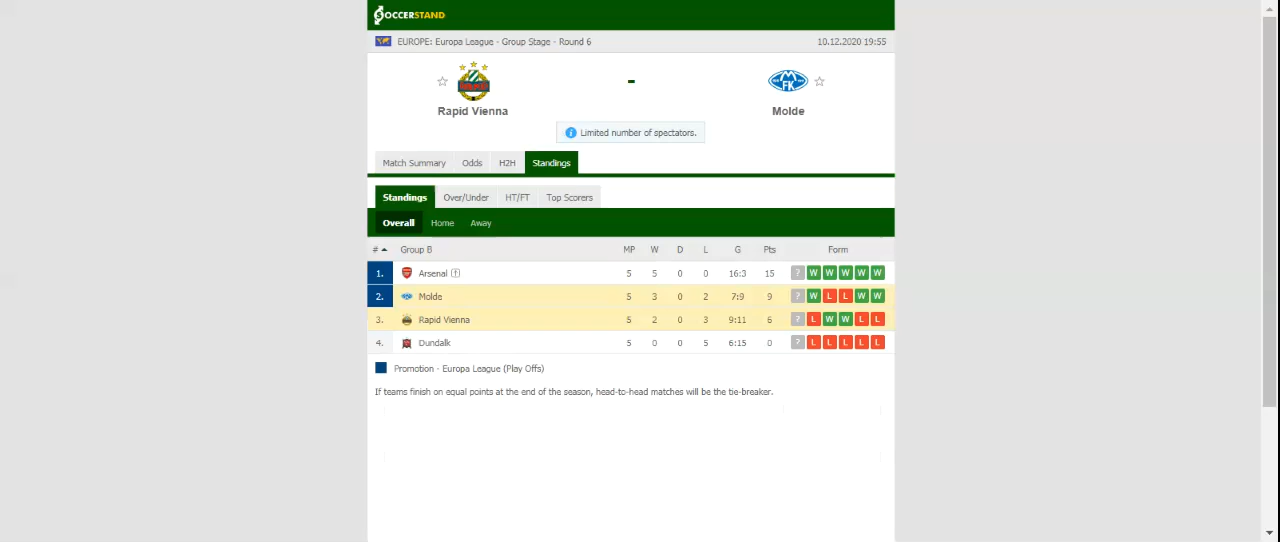 SOCCERSTAND
EUROPE: Europa League - Group Stage - Round 6 10.12.2020 19:55
-
Rapid Vienna Molde
Limited number of spectators.
Match Summary Odds H2H Standings
Standings Over/Under HT/FT Top Scorers
Overall Home Away
# Group B MP W D L G Pts Form
1. Arsenal 5 5 0 0 16:3 15 ? W W W W W
2. Molde 5 3 0 2 7:9 9 ? W L L W W
3. Rapid Vienna 5 2 0 3 9:11 6 ? L W W L L
4. Dundalk 5 0 0 5 6:15 0 ? L L L L L
Promotion - Europa League (Play Offs)
If teams finish on equal points at the end of the season, head-to-head matches will be the tie-breaker.